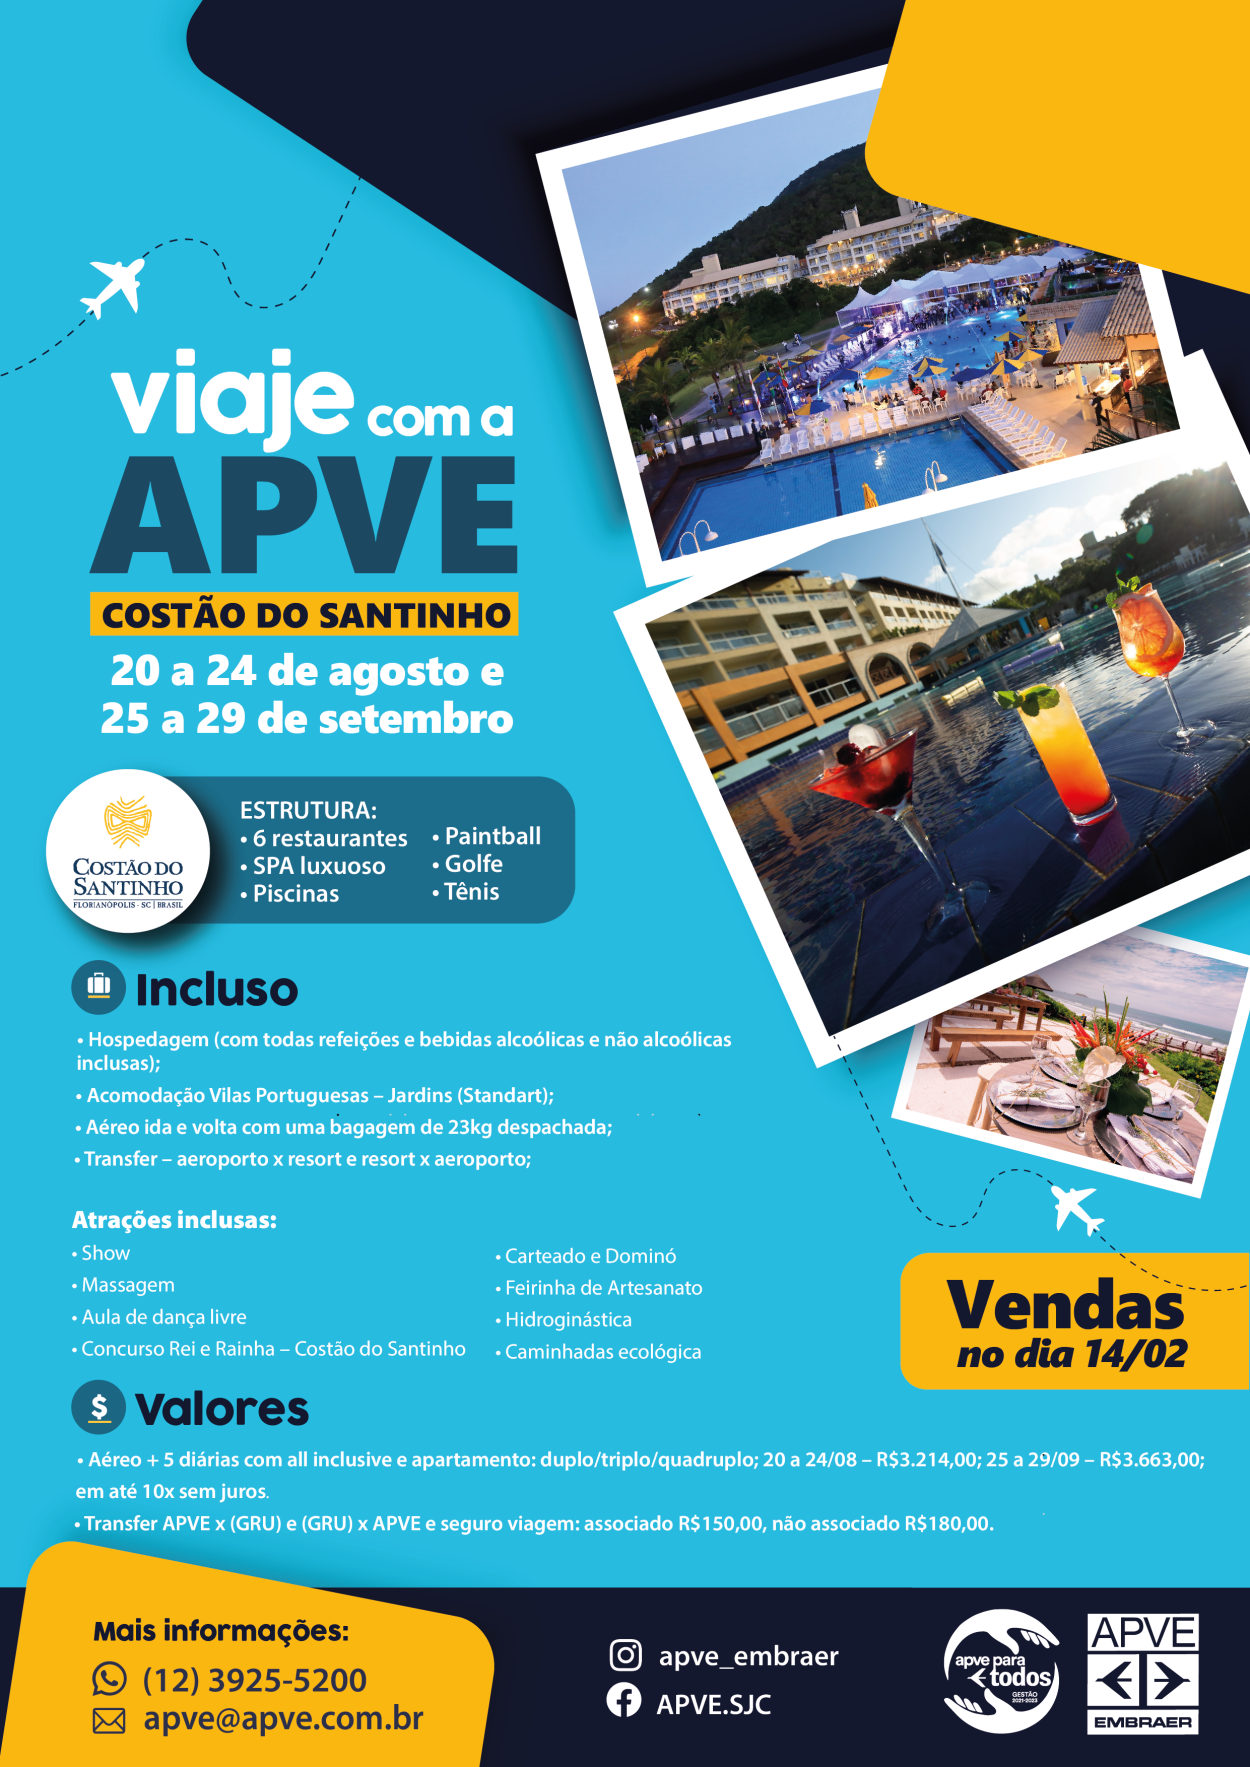 viaje com a
APVE
COSTÃO DO SANTINHO
20 a 24 de agosto e
25 a 29 de setembro
COSTÃO DO
SANTINHO
FLORIANÓPOLIS - SC | BRASIL
ESTRUTURA:
• 6 restaurantes
• SPA luxuoso
• Piscinas
• Paintball
• Golfe
• Tênis
Incluso
• Hospedagem (com todas refeições e bebidas alcoólicas e não alcoólicas
inclusas);
• Acomodação Vilas Portuguesas – Jardins (Standart);
• Aéreo ida e volta com uma bagagem de 23kg despachada;
• Transfer – aeroporto x resort e resort x aeroporto;
Atrações inclusas:
• Show
• Massagem
• Aula de dança livre
• Concurso Rei e Rainha – Costão do Santinho
• Carteado e Dominó
• Feirinha de Artesanato
• Hidroginástica
• Caminhadas ecológica
Vendas
no dia 14/02
Valores
• Aéreo + 5 diárias com all inclusive e apartamento: duplo/triplo/quadruplo; 20 a 24/08 – R$3.214,00; 25 a 29/09 – R$3.663,00;
em até 10x sem juros.
• Transfer APVE x (GRU) e (GRU) x APVE e seguro viagem: associado R$150,00, não associado R$180,00.
Mais informações:
(12) 3925-5200
apve@apve.com.br
apve_embraer
APVE.SJC
apve para
todos
GESTÃO
2021-2023
APVE
EMBRAER